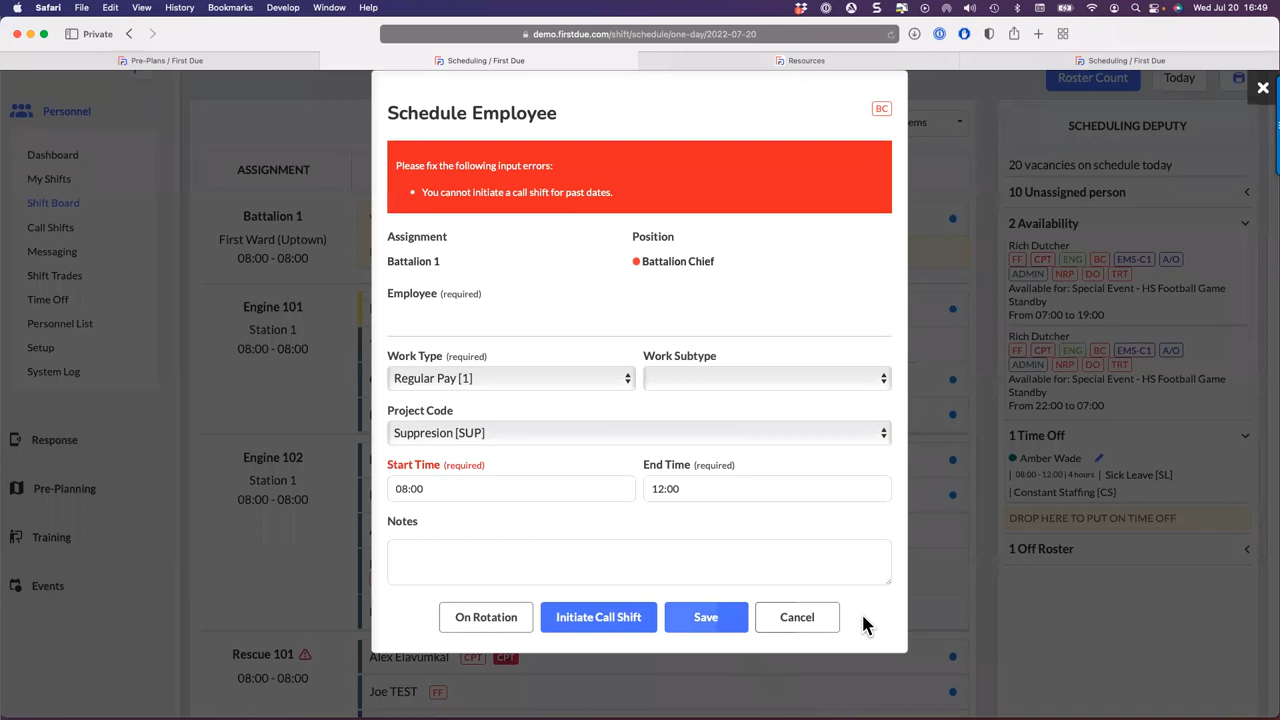 Safari File Edit View History Bookmarks Develop Window Help Wed Jul 20 16:49
Private demo.firstdue.com/shift/schedule/one-day/2022-07-20
Pre-Plans / First Due Scheduling / First Due Resources Scheduling / First Due
Personnel
Dashboard
My Shifts
Shift Board
Call Shifts
Messaging
Shift Trades
Time Off
Personnel List
Setup
System Log
Response
Pre-Planning
Training
Events
ASSIGNMENT
Battalion 1
First Ward (Uptown)
08:00 - 08:00
Engine 101
Station 1
08:00 - 08:00
Engine 102
Station 1
08:00 - 08:00
Rescue 101
08:00 - 08:00
Alex Elavumkal CPT CPT
Joe TEST FF
Schedule Employee BC
Please fix the following input errors:
• You cannot initiate a call shift for past dates.
Assignment Position
Battalion 1 Battalion Chief
Employee (required)
Work Type (required) Work Subtype
Regular Pay [1]
Project Code
Suppresion [SUP]
Start Time (required) End Time (required)
08:00 12:00
Notes
On Rotation Initiate Call Shift Save Cancel
Roster Count Today
ems
SCHEDULING DEPUTY
20 vacancies on schedule today
10 Unassigned person
2 Availability
Rich Dutcher
FF CPT ENG BC EMS-C1 A/O
ADMIN NRP DO TRT
Available for: Special Event - HS Football Game
Standby
From 07:00 to 19:00
Rich Dutcher
FF CPT ENG BC EMS-C1 A/O
ADMIN NRP DO TRT
Available for: Special Event - HS Football Game
Standby
From 22:00 to 07:00
1 Time Off
Amber Wade
| 08:00 - 12:00 | 4 hours | Sick Leave [SL]
| Constant Staffing [CS]
DROP HERE TO PUT ON TIME OFF
1 Off Roster